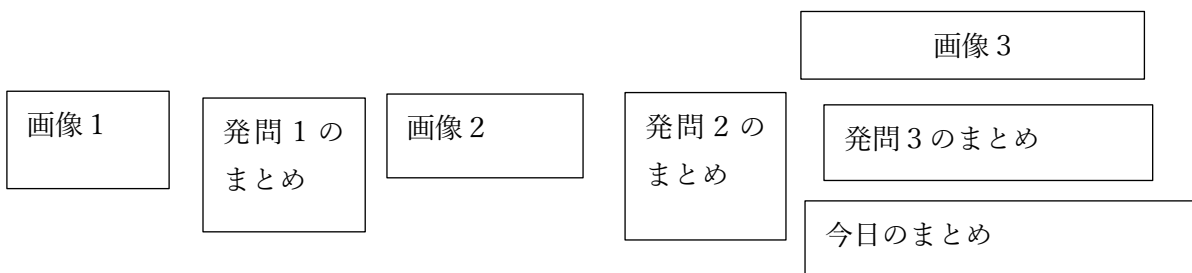 画像１
発問１の
まとめ
画像２
発問２の
まとめ
画像３
発問３のまとめ
今日のまとめ